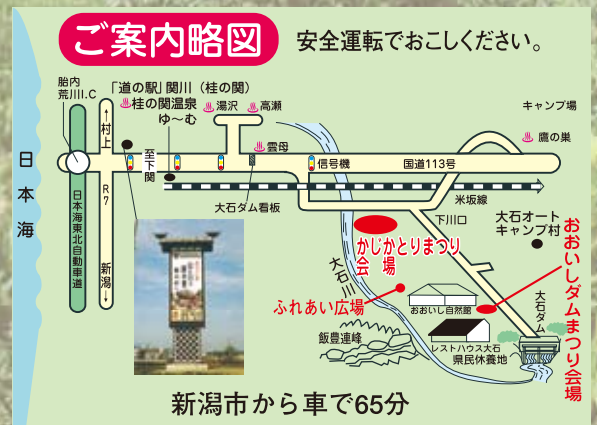 ご案内略図
安全運転でおこしください。
胎内
荒川I.C
「道の駅」関川（桂の関）
桂の関温泉
ゆ～む
湯沢
高瀬
キャンプ場
鷹の巣
雲母
←村上
R7
新潟→
至下関
信号機
国道113号
日本海
日本海東北自動車道
大石ダム看板
米坂線
下川口
大石オート
キャンプ村
かじかとりまつり
会場
大石川
ふれあい広場
おおいし自然館
おおいしダムまつり会場
大石ダム
レストハウス大石
県民休養地
飯豊連峰
新潟市から車で65分